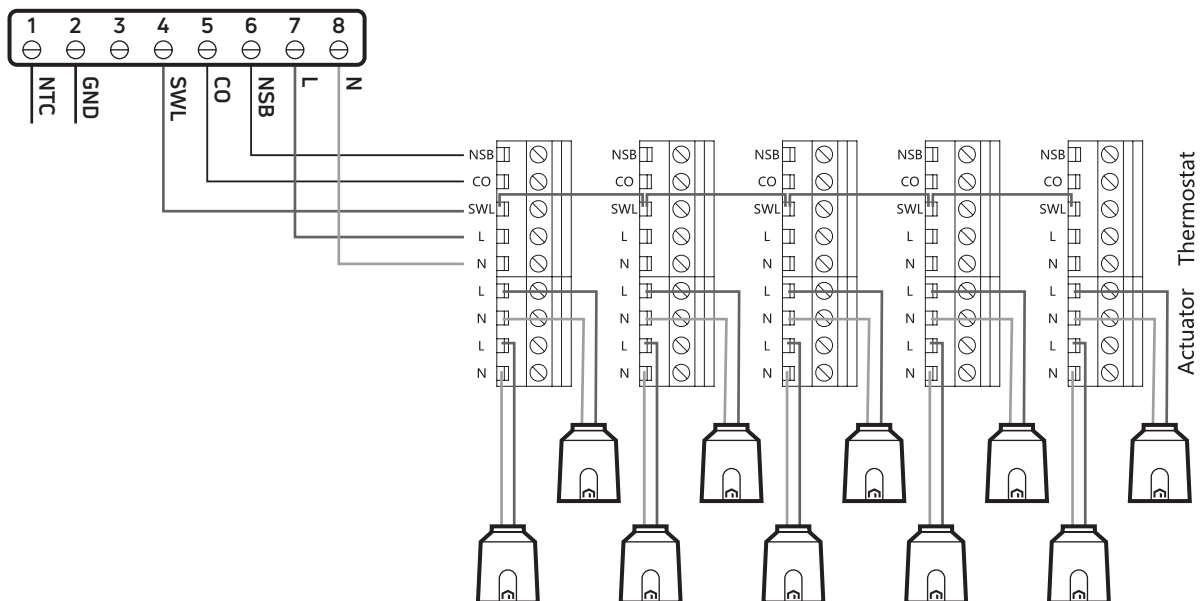 1 2 3 4 5 6 7 8
NTC GND SWL CO NSB L N
NSB NSB NSB NSB NSB
CO CO CO CO CO
SWL SWL SWL SWL SWL
L L L L L
N N N N N
L L L L L
N N N N N
L L L L L
N N N N N
Thermostat
Actuator